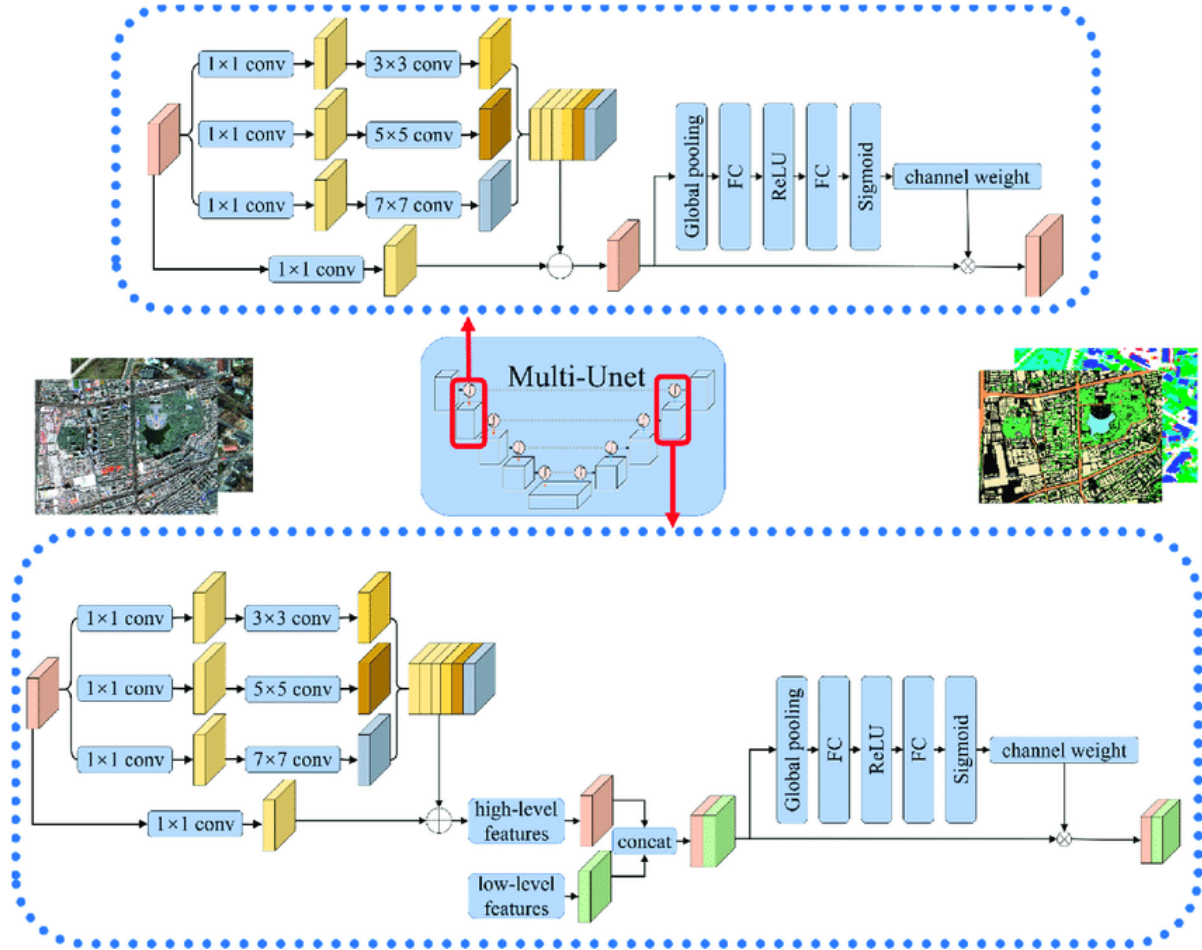 1×1 conv
3×3 conv
1×1 conv
5×5 conv
1×1 conv
7×7 conv
1×1 conv
Global pooling
FC
ReLU
FC
Sigmoid
channel weight
Multi-Unet
1×1 conv
3×3 conv
1×1 conv
5×5 conv
1×1 conv
7×7 conv
1×1 conv
high-level
features
concat
low-level
features
Global pooling
FC
ReLU
FC
Sigmoid
channel weight